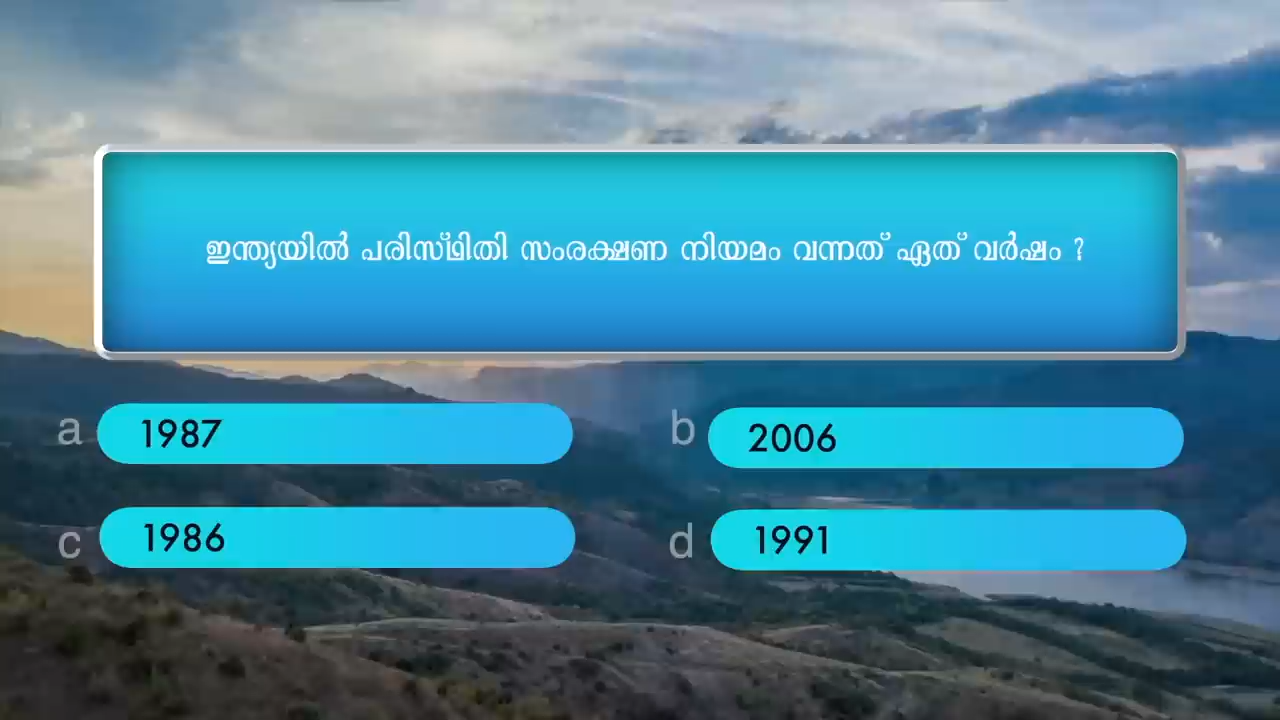 ഇന്ത്യയിൽ പരിസ്ഥിതി സംരക്ഷണ നിയമം വന്നത് ഏത് വർഷം ?
a 1987
b 2006
c 1986
d 1991